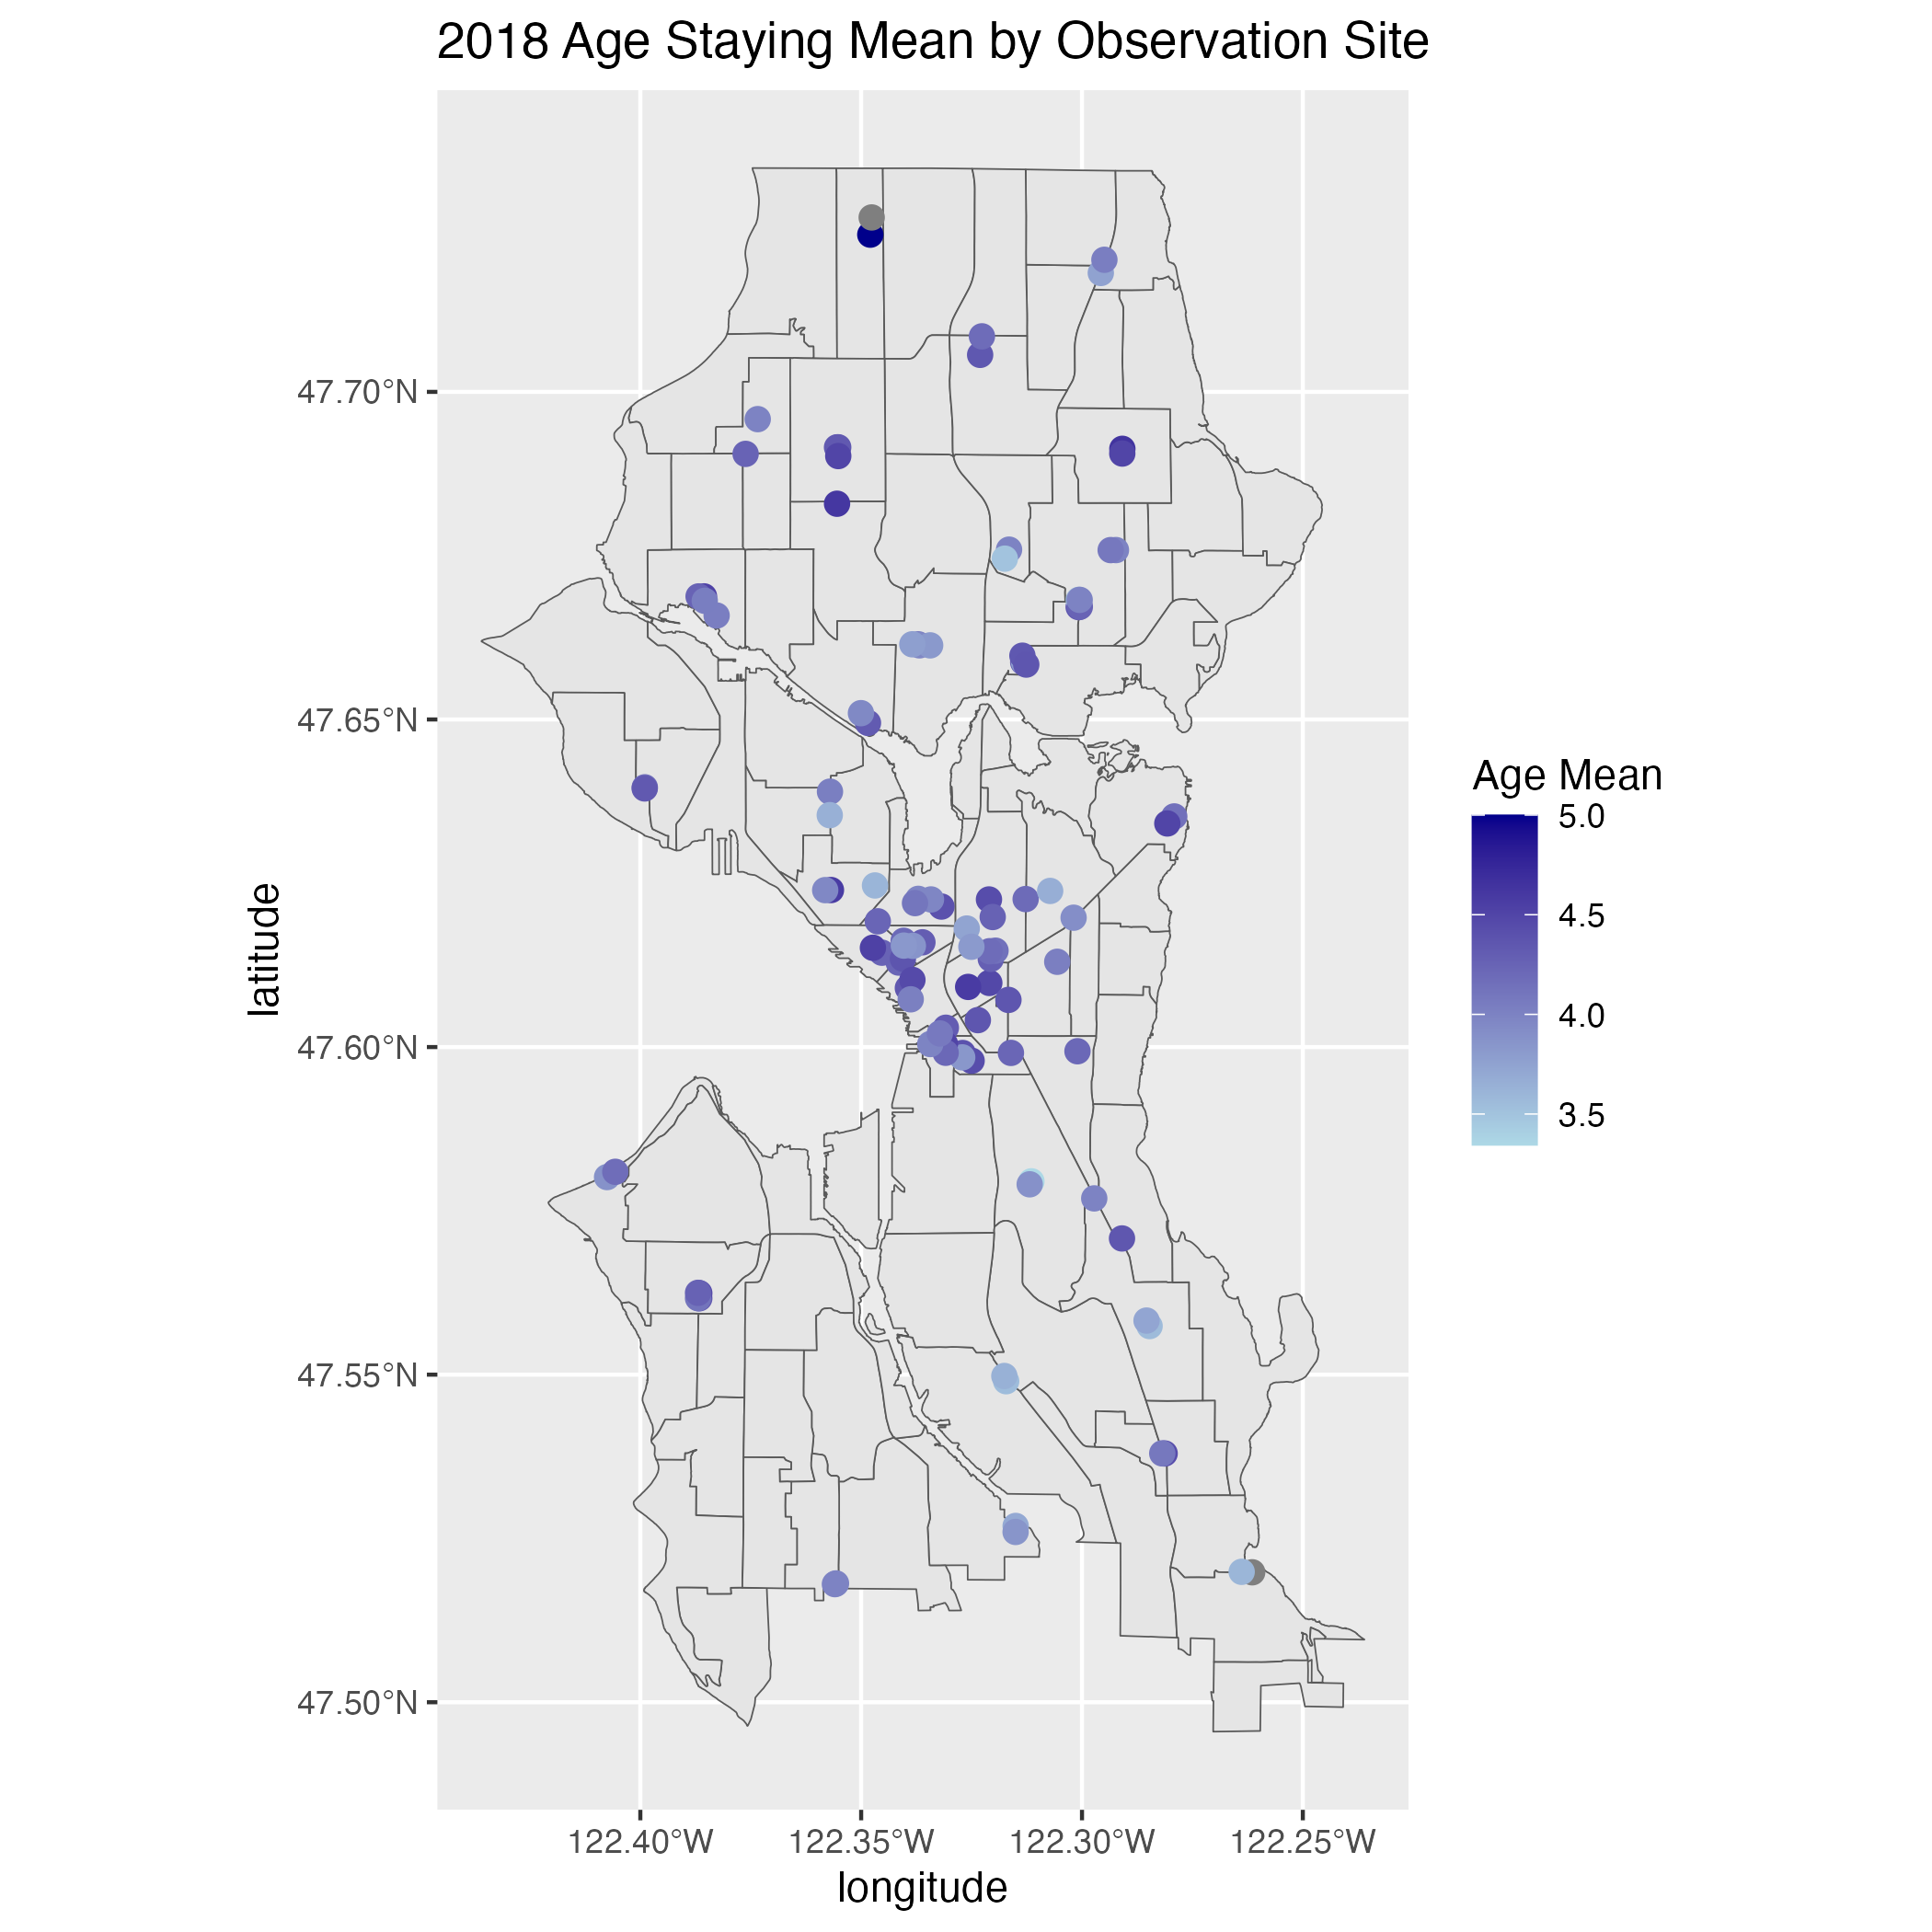 2018 Age Staying Mean by Observation Site
47.70°N
47.65°N
47.60°N
47.55°N
47.50°N
latitude
122.40°W
122.35°W
122.30°W
122.25°W
longitude
Age Mean
5.0
4.5
4.0
3.5